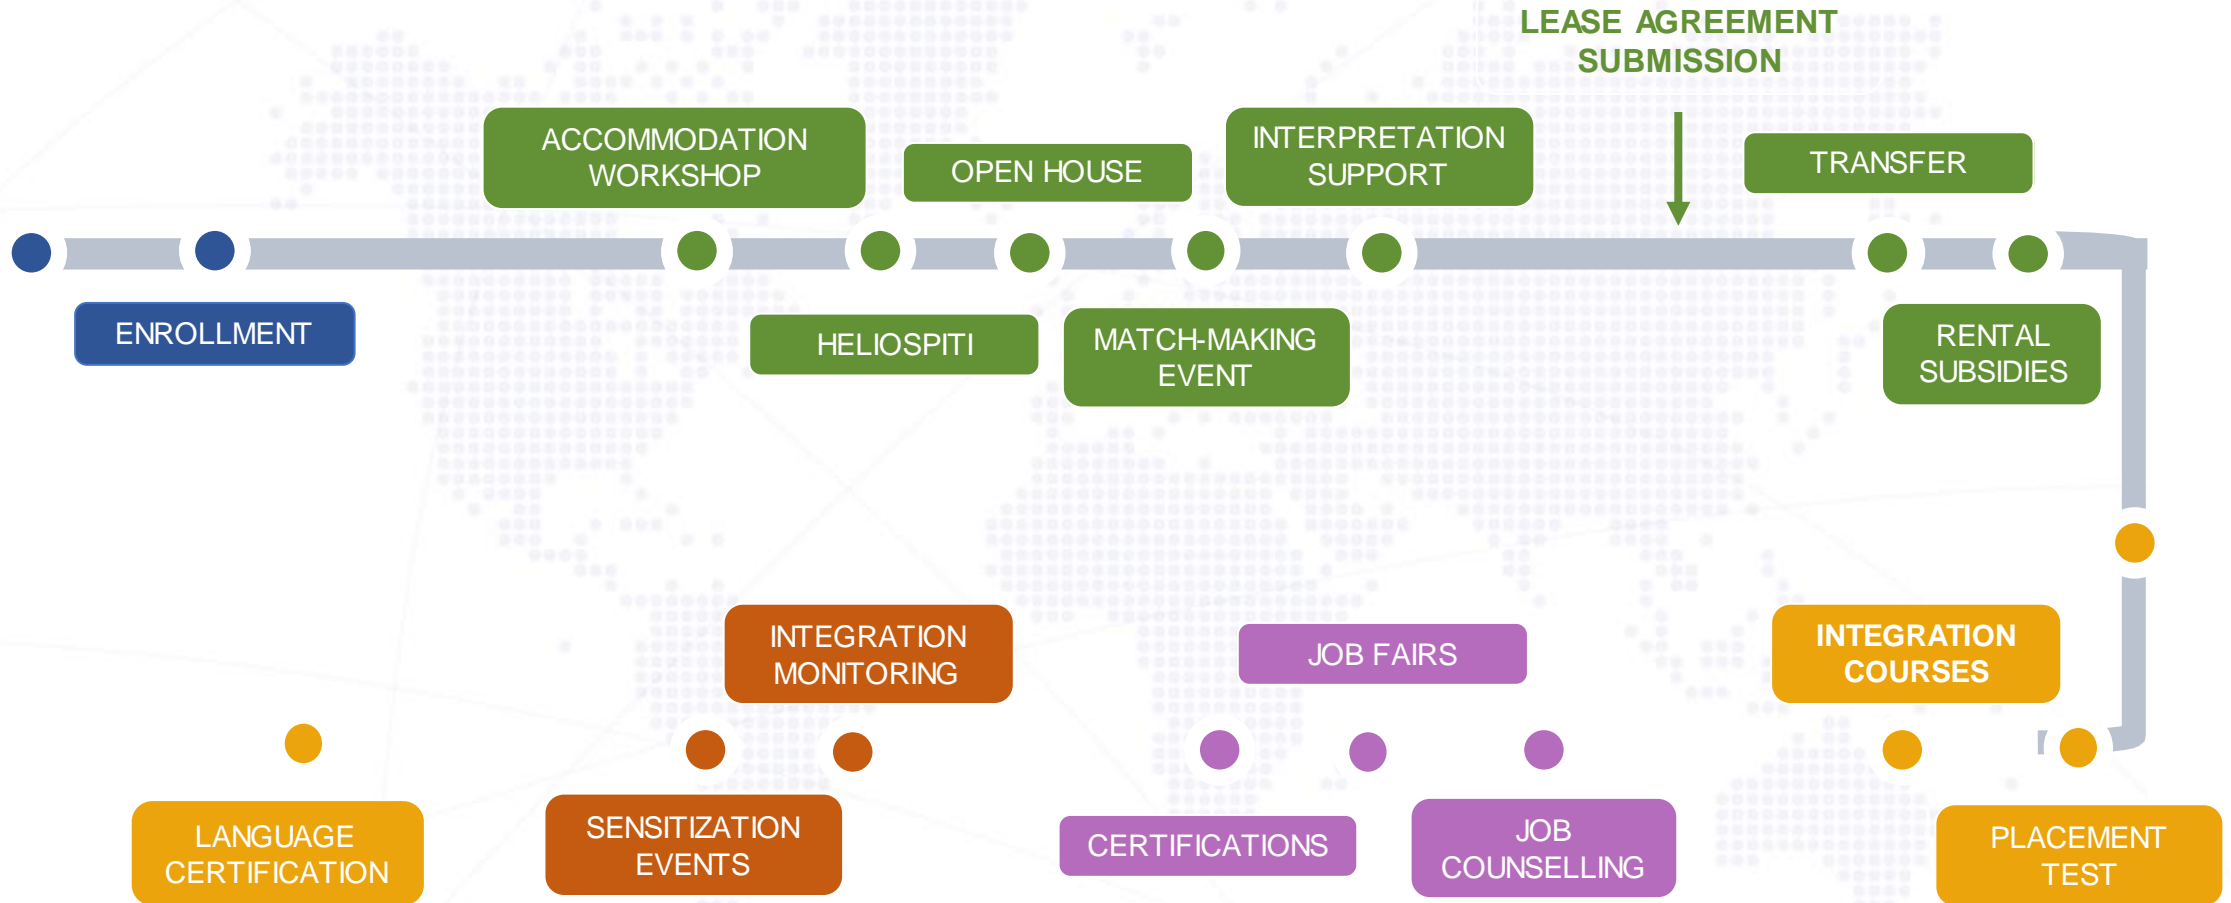 LEASE AGREEMENT
SUBMISSION
ACCOMMODATION
WORKSHOP
OPEN HOUSE
INTERPRETATION
SUPPORT
TRANSFER
ENROLLMENT
HELIOSPITI
MATCH-MAKING
EVENT
RENTAL
SUBSIDIES
INTEGRATION
MONITORING
JOB FAIRS
INTEGRATION
COURSES
LANGUAGE
CERTIFICATION
SENSITIZATION
EVENTS
CERTIFICATIONS
JOB
COUNSELLING
PLACEMENT
TEST